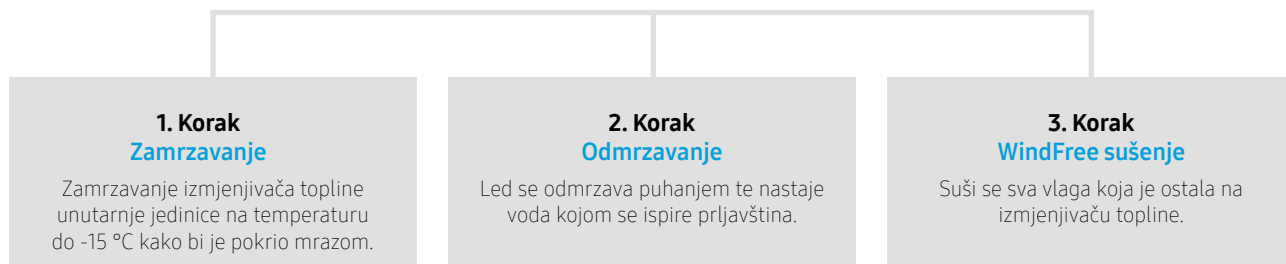 1. Korak
Zamrzavanje
Zamrzavanje izmjenjivača topline
unutarnje jedinice na temperaturu
do -15 °C kako bi je pokrio mrazom.
2. Korak
Odmrzavanje
Led se odmrzava puhanjem te nastaje
voda kojom se ispire prljavština.
3. Korak
WindFree sušenje
Suši se sva vlaga koja je ostala na
izmjenjivaču topline.